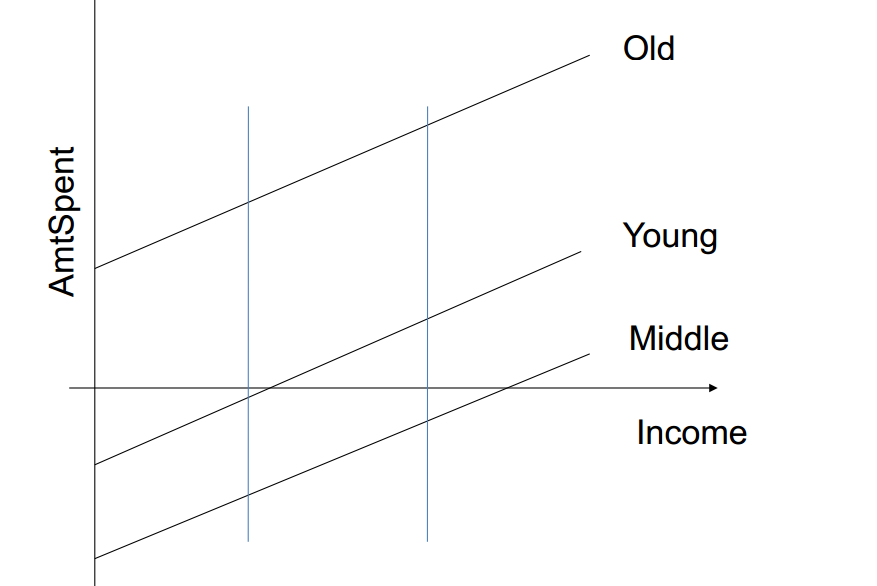 Old
AmtSpent
Young
Middle
Income